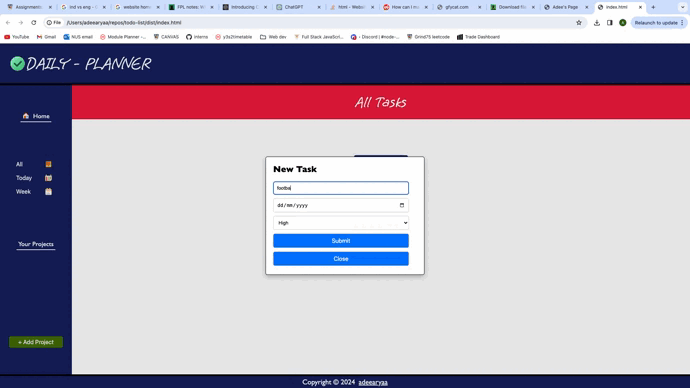 Assignments:
ind vs eng -
website hom
FPL notes: W
Introducing
ChatGPT
html - Websi
How can I m
gfycat.com
Download fil
Adee's Page
index.html
File /Users/adeearyaa/repos/todo-list/dist/index.html
Relaunch to update
YouTube Gmail NUS email Module Planner -... CANVAS Interns y3s2timetable Web dev Full Stack JavaScri... Discord | #node-... Grind75 leetcode Trade Dashboard
DAILY - PLANNER
Home
All Tasks
All
Today
Week
Your Projects
New Task
footba
dd/mm/yyyy
High
Submit
Close
+ Add Project
Copyright © 2024 adeearyaa